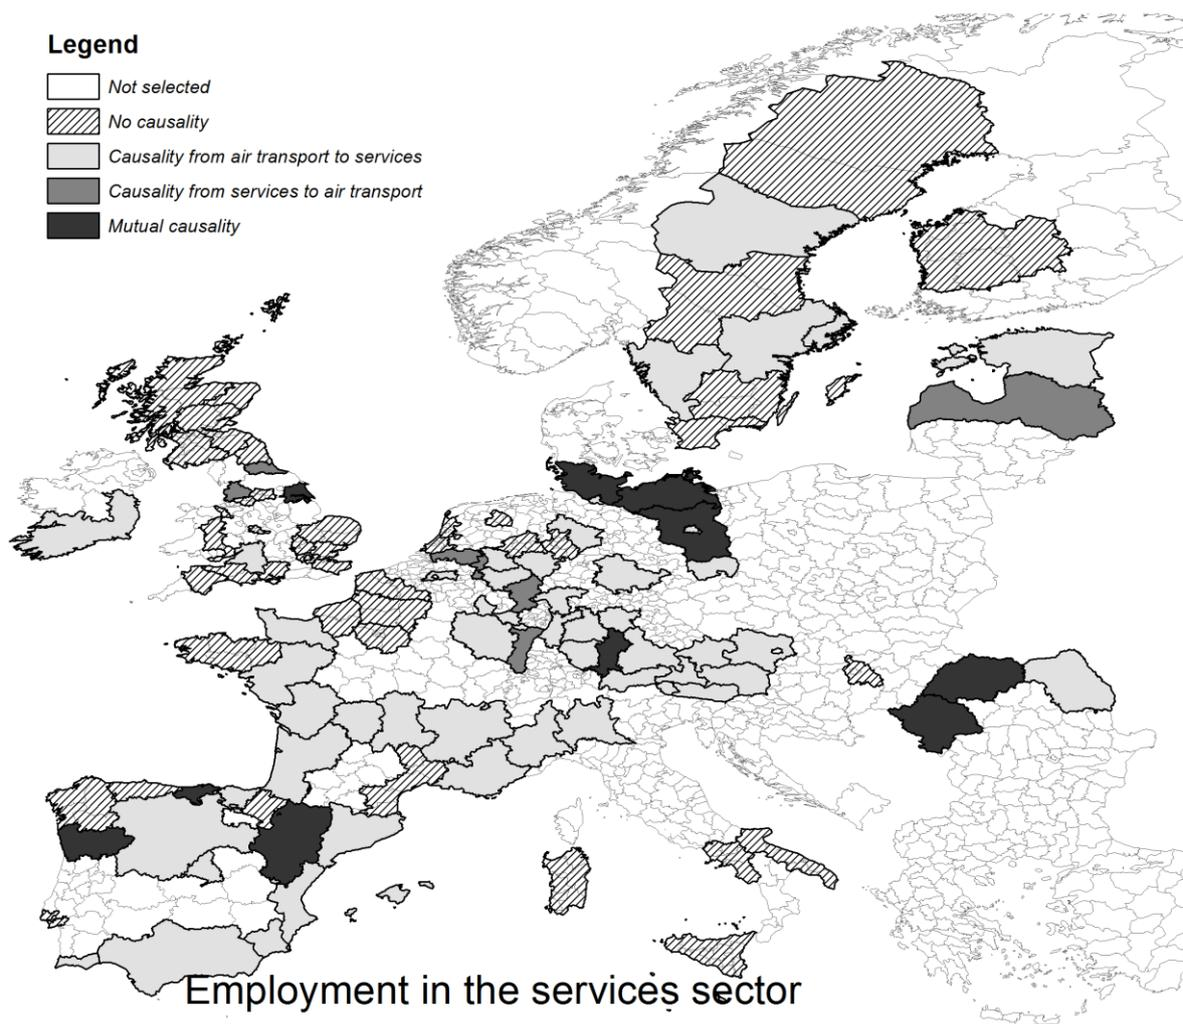 Legend
Not selected
No causality
Causality from air transport to services
Causality from services to air transport
Mutual causality
Employment in the services sector